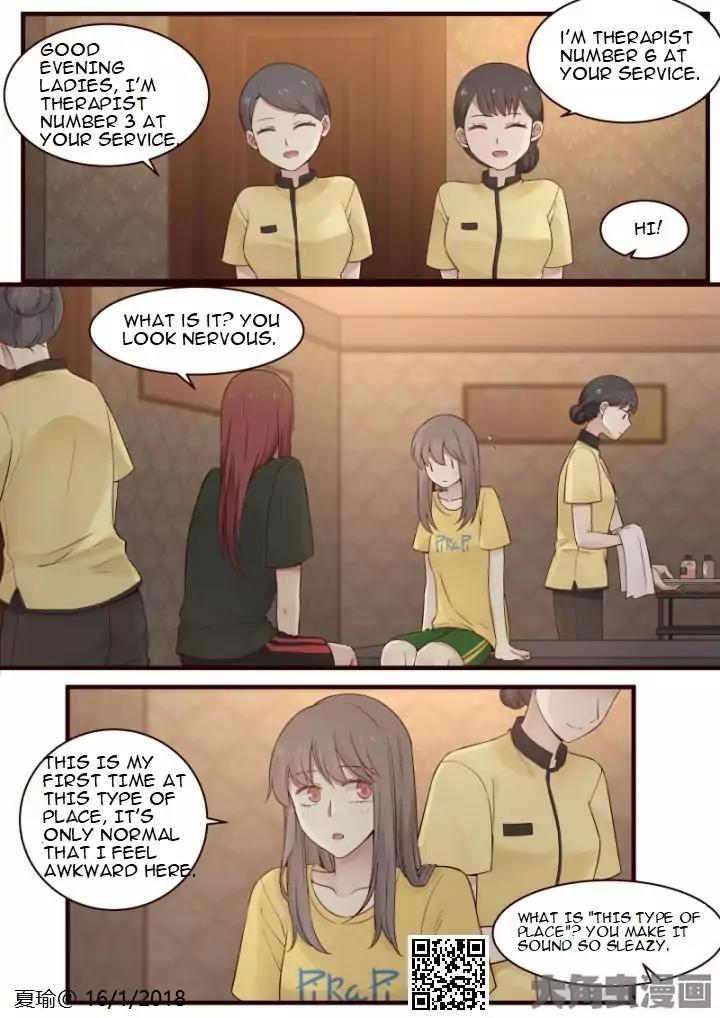 GOOD
EVENING
LADIES, I'M
THERAPIST
NUMBER 3 AT
YOUR SERVICE.
I'M THERAPIST
NUMBER 6 AT
YOUR SERVICE.
HI!
WHAT IS IT? YOU
LOOK NERVOUS.
PiRaPi
THIS IS MY
FIRST TIME AT
THIS TYPE OF
PLACE, IT'S
ONLY NORMAL
THAT I FEEL
AWKWARD HERE.
PiRaPi
WHAT IS "THIS TYPE OF
PLACE"? YOU MAKE IT
SOUND SO SLEAZY.
夏瑜@ 16/1/2018
大角虫漫画